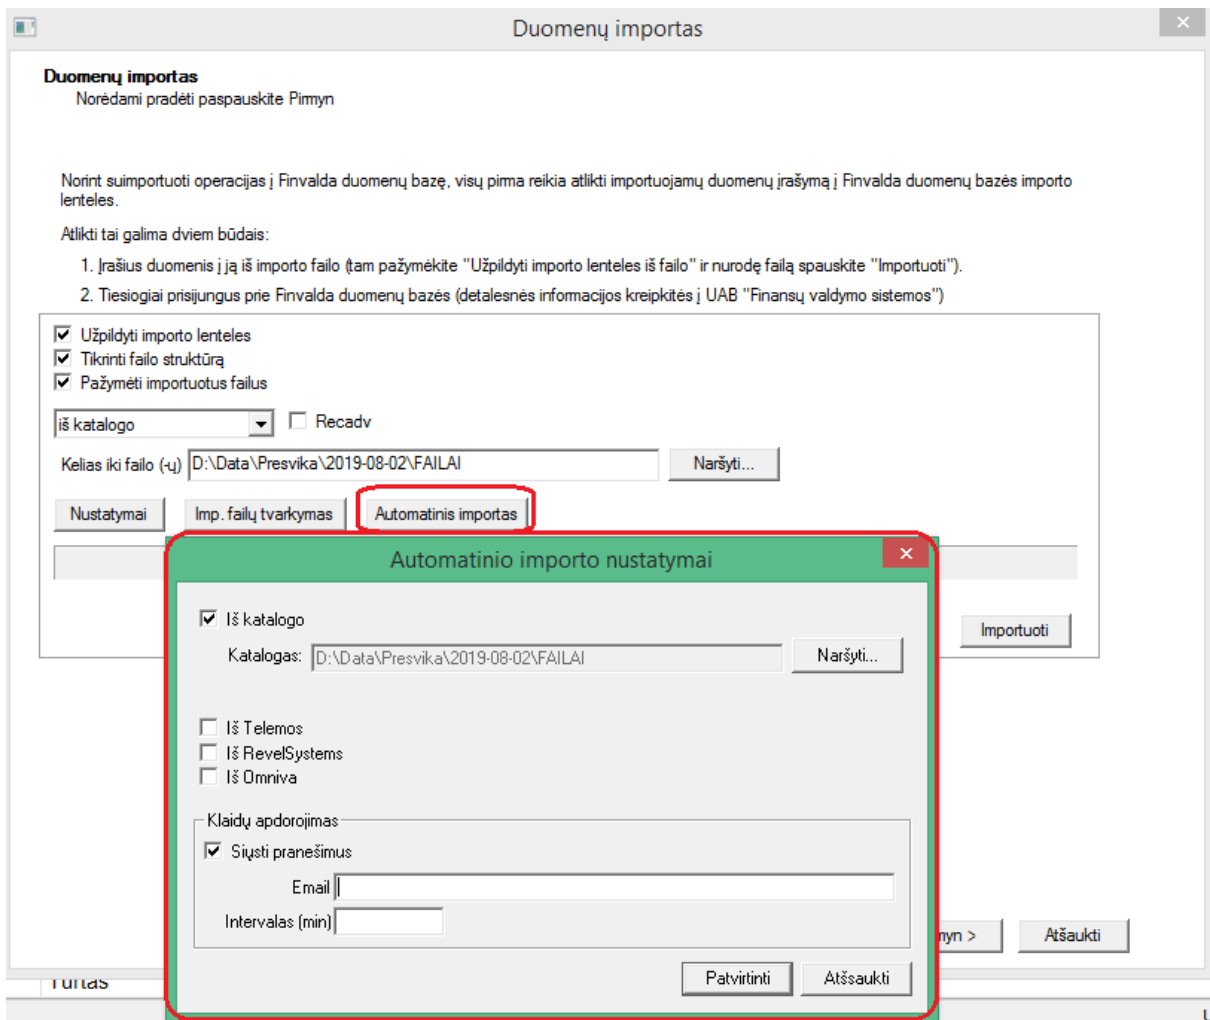 Duomenų importas
Duomenų importas
Norėdami pradėti paspauskite Pirmyn
Norint suimportuoti operacijas į Finvalda duomenų bazę, visų pirma reikia atlikti importuojamų duomenų įrašymą į Finvalda duomenų bazės importo
lenteles.
Atlikti tai galima dviem būdais:
1. Įrašius duomenis į ją iš importo failo (tam pažymėkite "Užpildyti importo lenteles iš failo" ir nurodę failą spauskite "Importuoti").
2. Tiesiogiai prisijungus prie Finvalda duomenų bazės (detalesnės informacijos kreipkitės į UAB "Finansų valdymo sistemos")
Užpildyti importo lenteles
Tikrinti failo struktūrą
Pažymėti importuotus failus
iš katalogo Recadv
Kelias iki failo (-ų) D:\Data\Presvika\2019-08-02\FAILAI Naršyti...
Nustatymai Imp. failų tvarkymas Automatinis importas
Automatinio importo nustatymai
Iš katalogo
Importuoti
Katalogas: D:\Data\Presvika\2019-08-02\FAILAI Naršyti...
Iš Telemos
Iš RevelSystems
Iš Omniva
Klaidų apdorojimas
Siųsti pranešimus
Email
Intervalas (min)
myn > Atšaukti
Patvirtinti Atšsaukti
Turtas